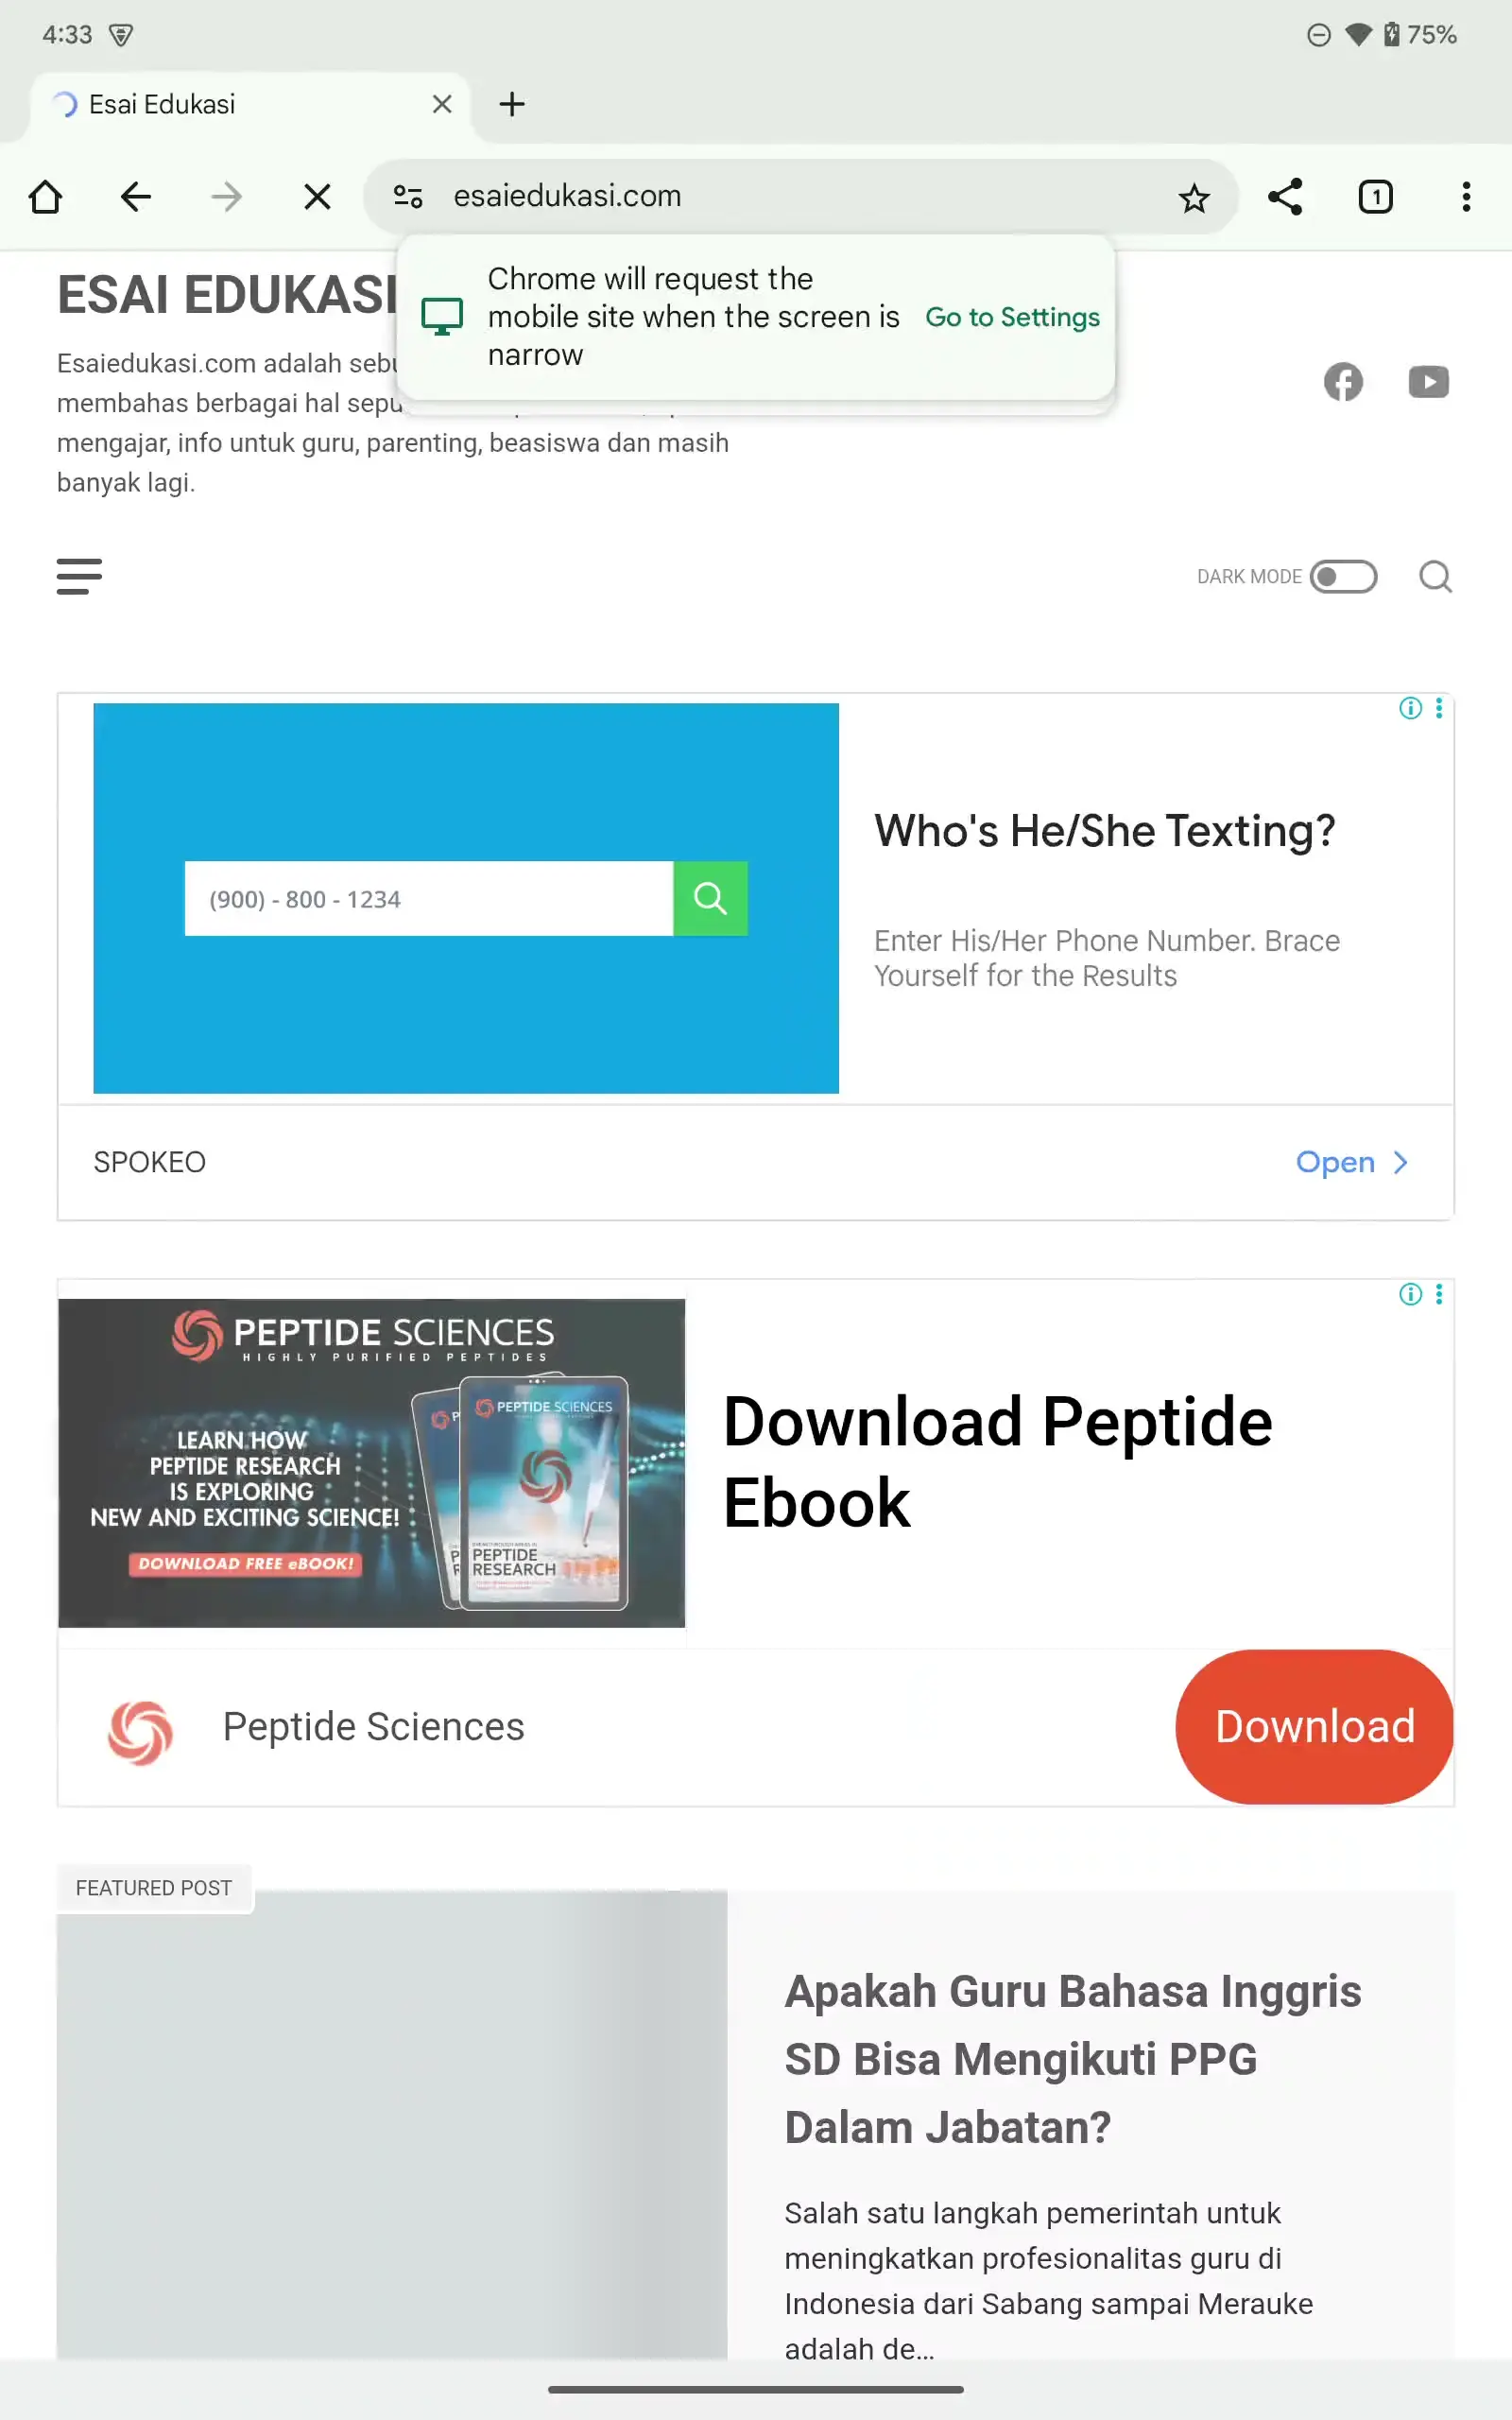 4:33
75%
Esai Edukasi
esaiedukasi.com
1
Chrome will request the
mobile site when the screen is
narrow
Go to Settings
ESAI EDUKASI
Esaiedukasi.com adalah
membahas berbagai hal
mengajar, info untuk guru, parenting, beasiswa dan masih
banyak lagi.
DARK MODE
(900) - 800 - 1234
Who's He/She Texting?
Enter His/Her Phone Number. Brace
Yourself for the Results
SPOKEO
Open
PEPTIDE SCIENCES
HIGHLY PURIFIED PEPTIDES
LEARN HOW
PEPTIDE RESEARCH
IS EXPLORING
NEW AND EXCITING SCIENCE!
DOWNLOAD FREE eBOOK!
PEPTIDE SCIENCES
PEPTIDE
RESEARCH
Download Peptide
Ebook
Peptide Sciences
Download
FEATURED POST
Apakah Guru Bahasa Inggris
SD Bisa Mengikuti PPG
Dalam Jabatan?
Salah satu langkah pemerintah untuk
meningkatkan profesionalitas guru di
Indonesia dari Sabang sampai Merauke
adalah de...